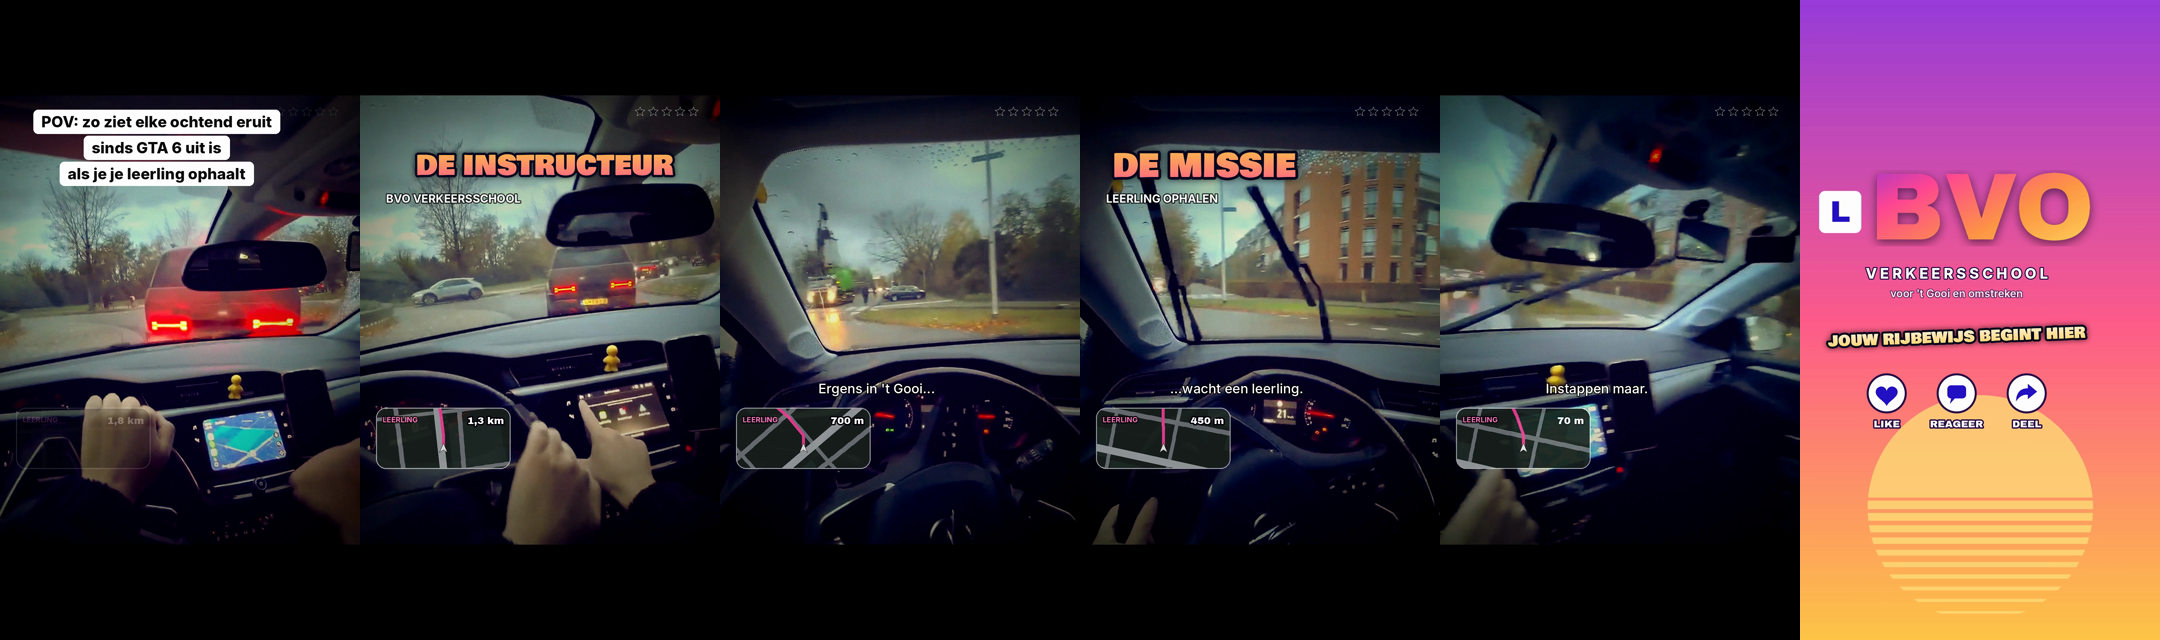 POV: zo ziet elke ochtend eruit
sinds GTA 6 uit is
als je je leerling ophaalt
LEERLING
1,8 km
DE INSTRUCTEUR
BVO VERKEERSSCHOOL
LEERLING
1,3 km
Ergens in 't Gooi...
LEERLING
700 m
DE MISSIE
LEERLING OPHALEN
...wacht een leerling.
21
LEERLING
450 m
Instappen maar.
LEERLING
70 m
L
BVO
VERKEERSSCHOOL
voor 't Gooi en omstreken
JOUW RIJBEWIJS BEGINT HIER
LIKE
REAGEER
DEEL